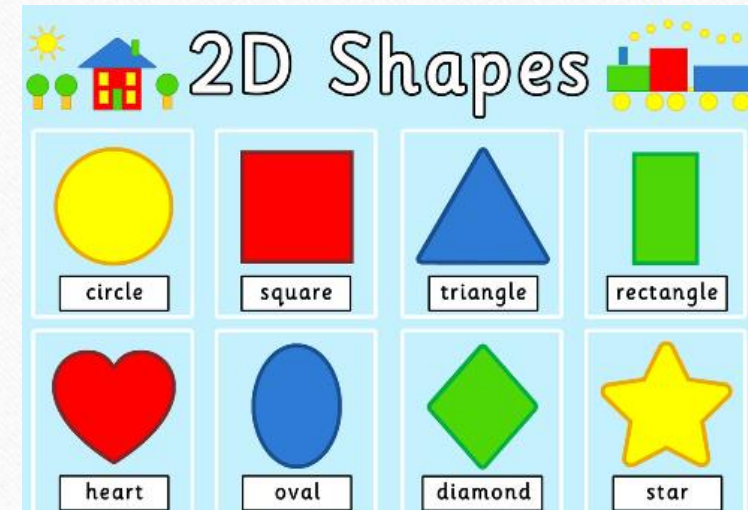 2D Shapes
circle square triangle rectangle
heart oval diamond star